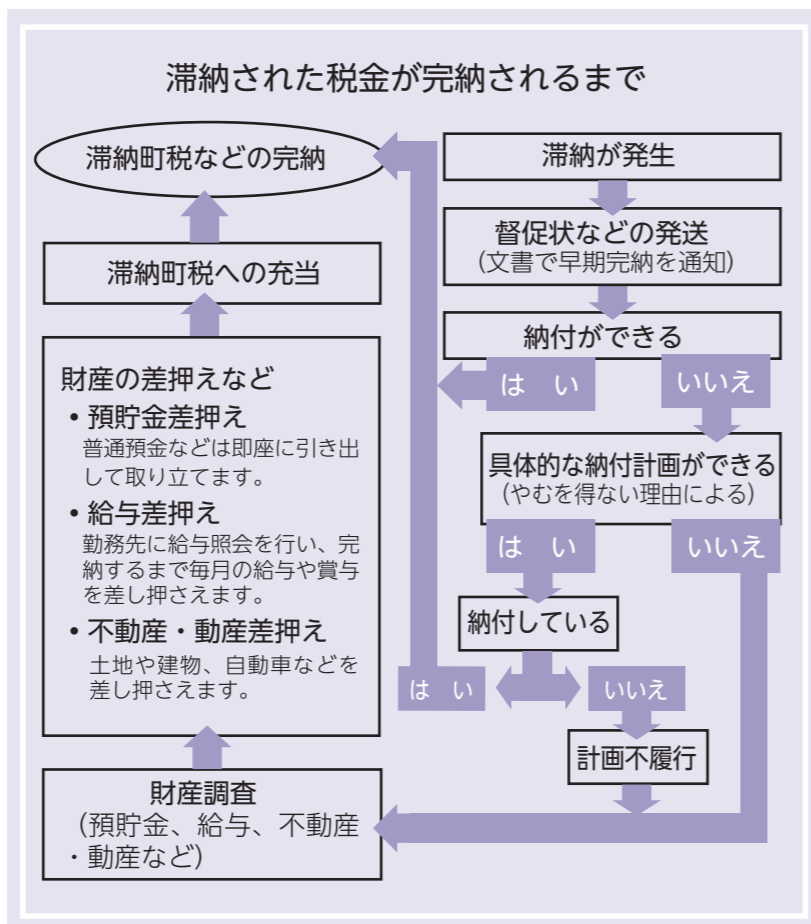 滞納された税金が完納されるまで
滞納が発生
督促状などの発送
(文書で早期完納を通知)
納付ができる
は い
いいえ
具体的な納付計画ができる
(やむを得ない理由による)
は い
いいえ
納付している
は い
いいえ
計画不履行
財産調査
(預貯金、給与、不動産
・動産など)
財産の差押えなど
• 預貯金差押え
普通預金などは即座に引き出
して取り立てます。
• 給与差押え
勤務先に給与照会を行い、完
納するまで毎月の給与や賞与
を差し押さえます。
• 不動産・動産差押え
土地や建物、自動車などを
差し押さえます。
滞納町税への充当
滞納町税などの完納